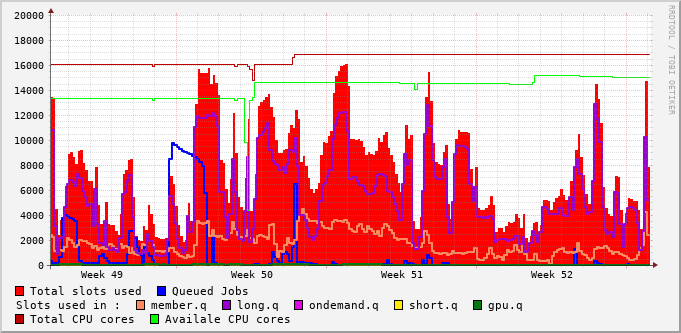 20000
18000
16000
14000
12000
10000
8000
6000
4000
2000
0
Week 49 Week 50 Week 51 Week 52
RRDTOOL / TOBI OETIKER
Total slots used Queued Jobs
Slots used in : member.q long.q ondemand.q short.q gpu.q
Total CPU cores Availale CPU cores